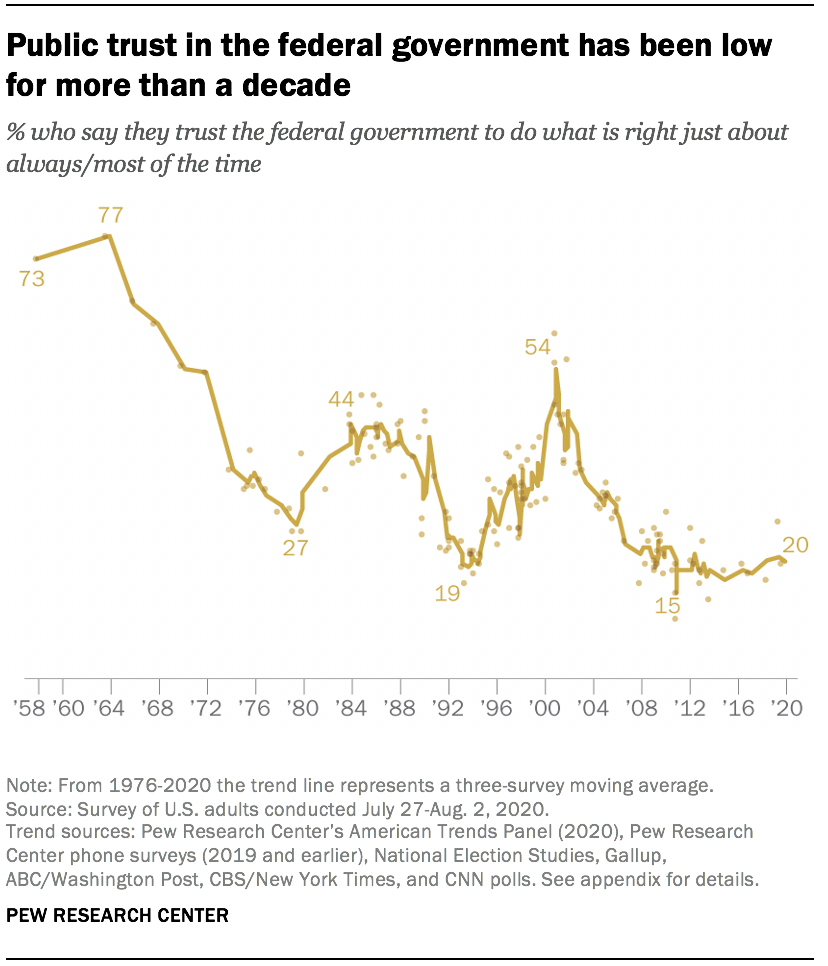 Public trust in the federal government has been low
for more than a decade
% who say they trust the federal government to do what is right just about
always/most of the time
77
73
54
44
27
20
19
15
’58 ’60 ’64 ’68 ’72 ’76 ’80 ’84 ’88 ’92 ’96 ’00 ’04 ’08 ’12 ’16 ’20
Note: From 1976-2020 the trend line represents a three-survey moving average.
Source: Survey of U.S. adults conducted July 27-Aug. 2, 2020.
Trend sources: Pew Research Center’s American Trends Panel (2020), Pew Research
Center phone surveys (2019 and earlier), National Election Studies, Gallup,
ABC/Washington Post, CBS/New York Times, and CNN polls. See appendix for details.
PEW RESEARCH CENTER